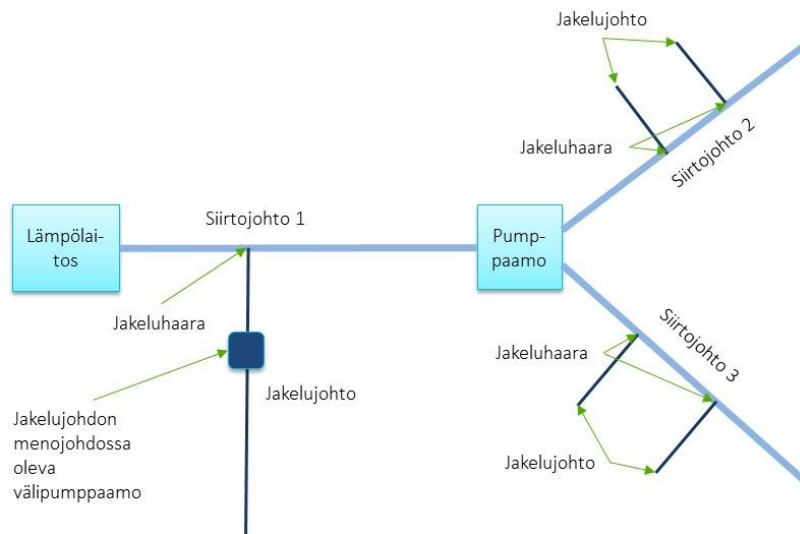 Jakelujohto
Jakeluhaara
Siirtojohto 2
Siirtojohto 1
Lämpölai-
tos
Pump-
paamo
Jakeluhaara
Siirtojohto 3
Jakeluhaara
Jakelujohto
Jakelujohdon
menojohdossa
oleva
välipumppaamo
Jakelujohto